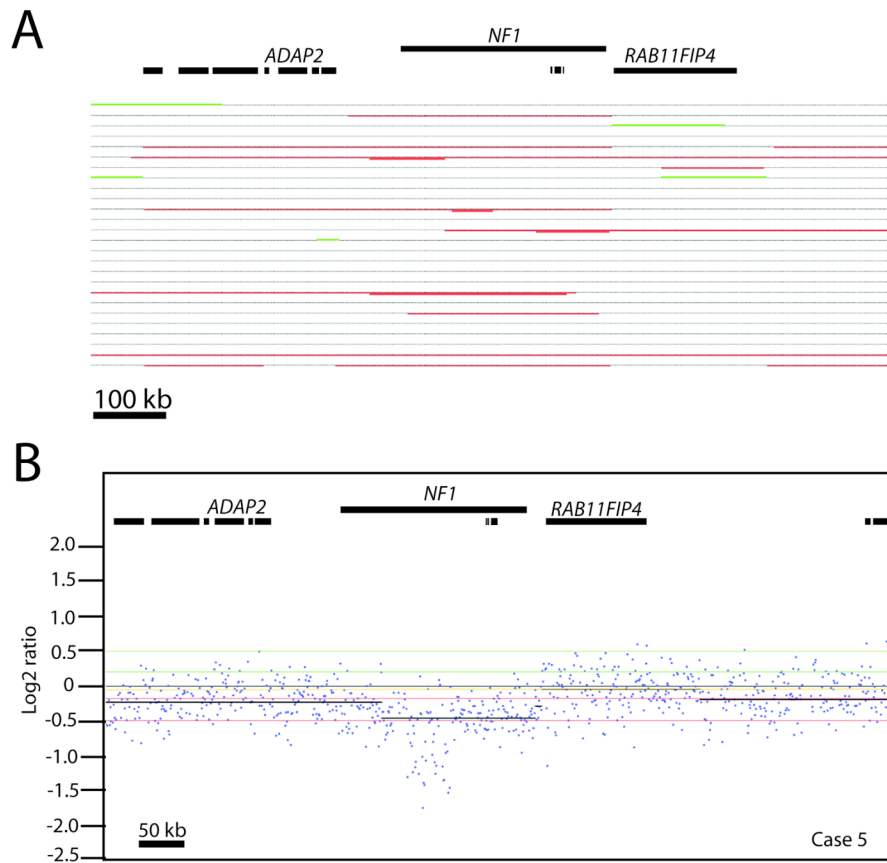 A
NF1
ADAP2
RAB11FIP4
100 kb
B
NF1
ADAP2
RAB11FIP4
2.0
1.5
1.0
0.5
0
-0.5
-1.0
-1.5
-2.0
-2.5
Log2 ratio
50 kb
Case 5